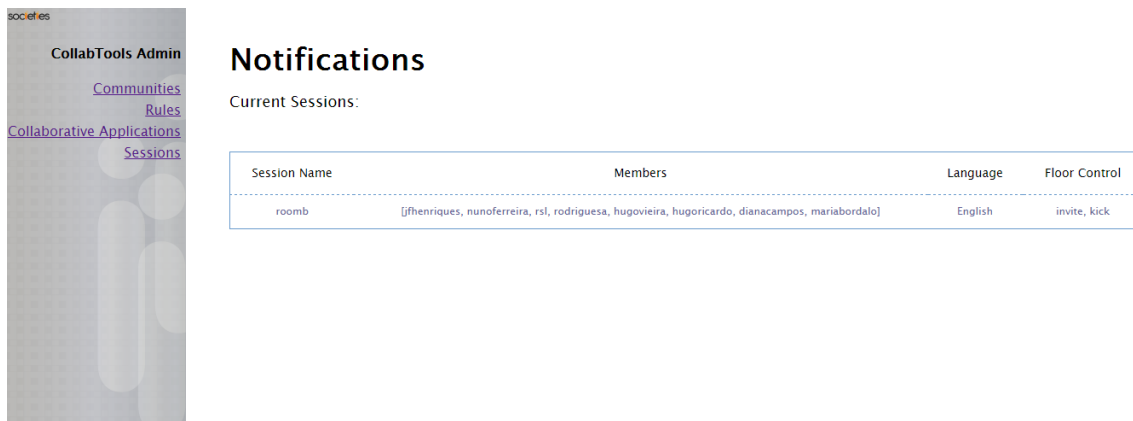 societies
CollabTools Admin
Communities
Rules
Collaborative Applications
Sessions
Notifications
Current Sessions:
Session Name Members Language Floor Control
roomb [jfhenriques, nunoferreira, rsl, rodriguesa, hugovieira, hugoricardo, dianacampos, mariabordalo] English invite, kick